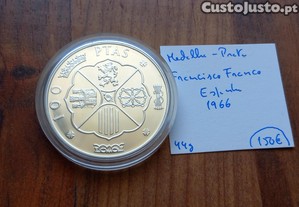 CustoJusto.pt
100 PTAS
Medalha - Prata
Francisco Franco
Espanha
1966
44g
150€